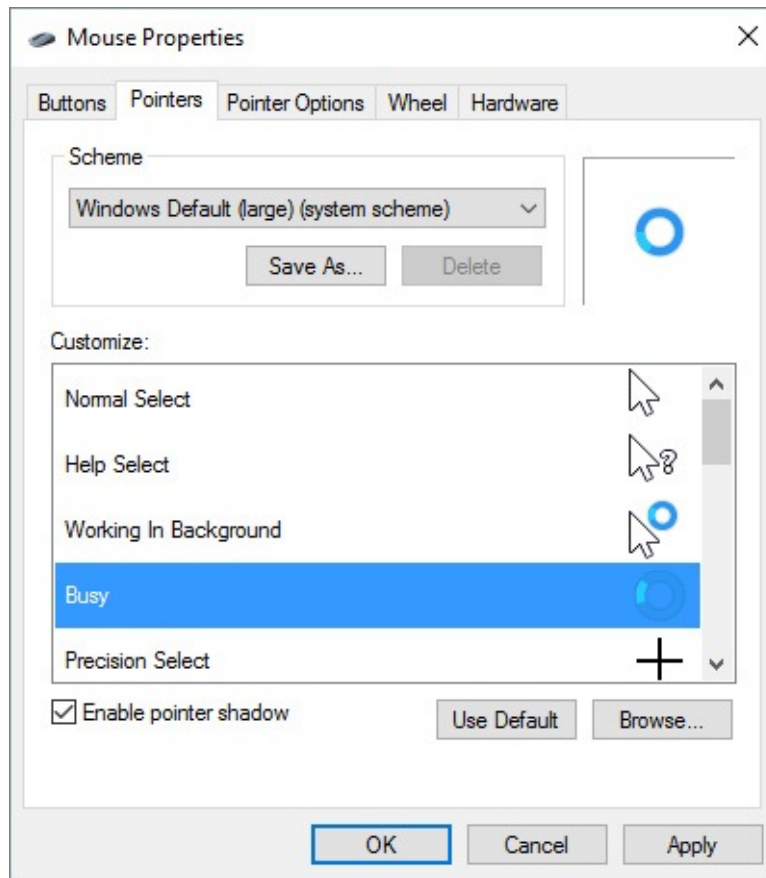 Mouse Properties
Buttons Pointers Pointer Options Wheel Hardware
Scheme
Windows Default (large) (system scheme)
Save As... Delete
Customize:
Normal Select
Help Select
Working In Background
Busy
Precision Select
Enable pointer shadow
Use Default Browse...
OK Cancel Apply